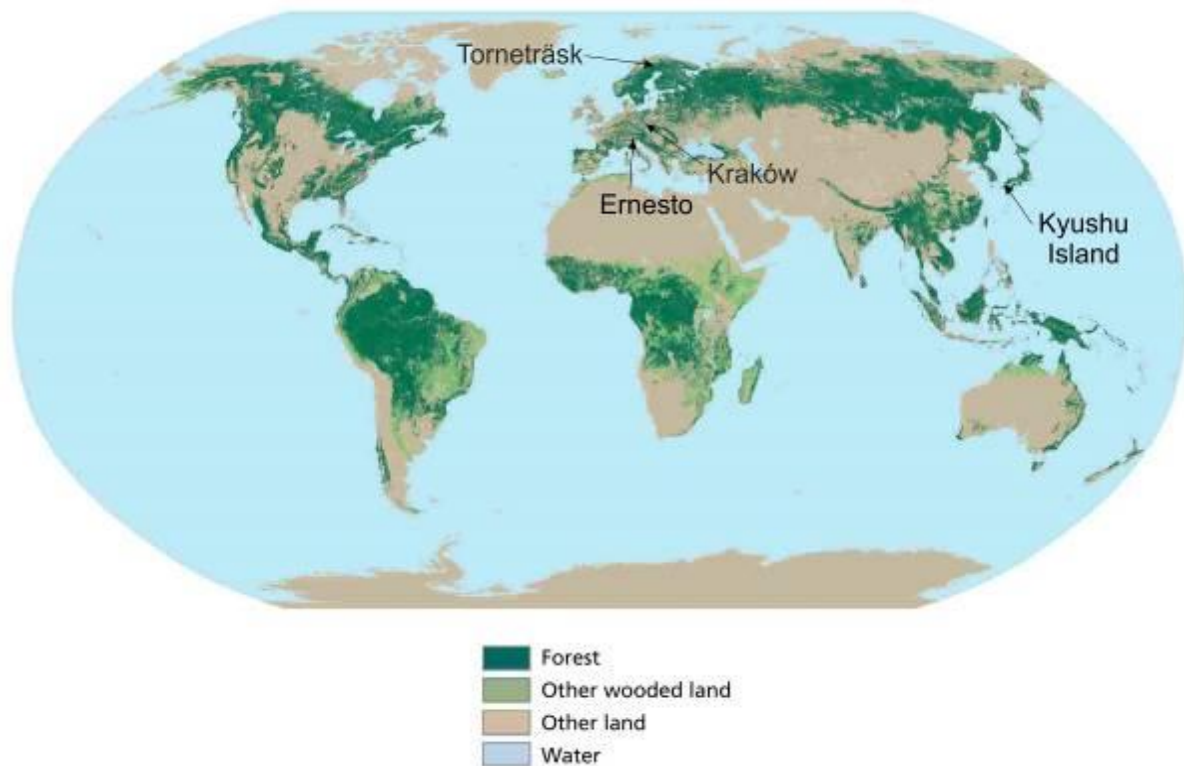 Torneträsk
Kraków
Ernesto
Kyushu
Island
Forest
Other wooded land
Other land
Water